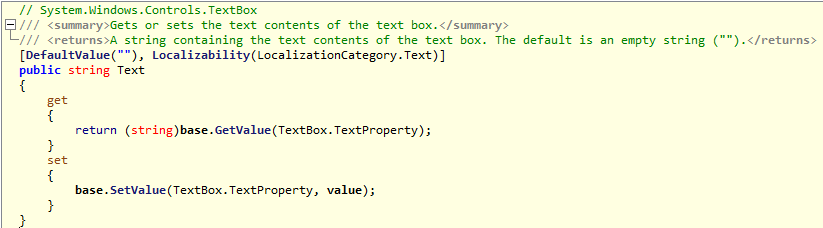 // System.Windows.Controls.TextBox
/// <summary>Gets or sets the text contents of the text box.</summary>
/// <returns>A string containing the text contents of the text box. The default is an empty string ("").</returns>
[DefaultValue(""), Localizability(LocalizationCategory.Text)]
public string Text
{
    get
    {
        return (string)base.GetValue(TextBox.TextProperty);
    }
    set
    {
        base.SetValue(TextBox.TextProperty, value);
    }
}